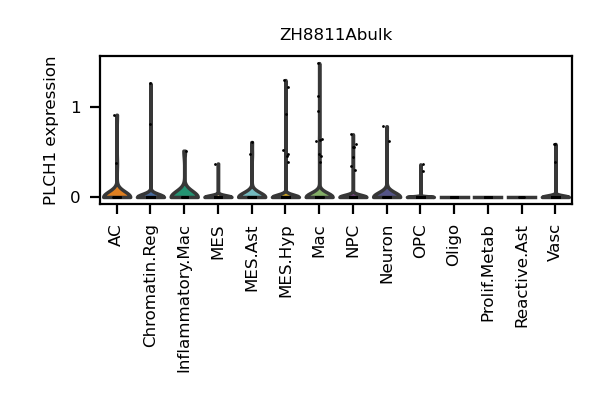 ZH8811Abulk
PLCH1 expression
1
0
AC
Chromatin.Reg
Inflammatory.Mac
MES
MES.Ast
MES.Hyp
Mac
NPC
Neuron
OPC
Oligo
Prolif.Metab
Reactive.Ast
Vasc